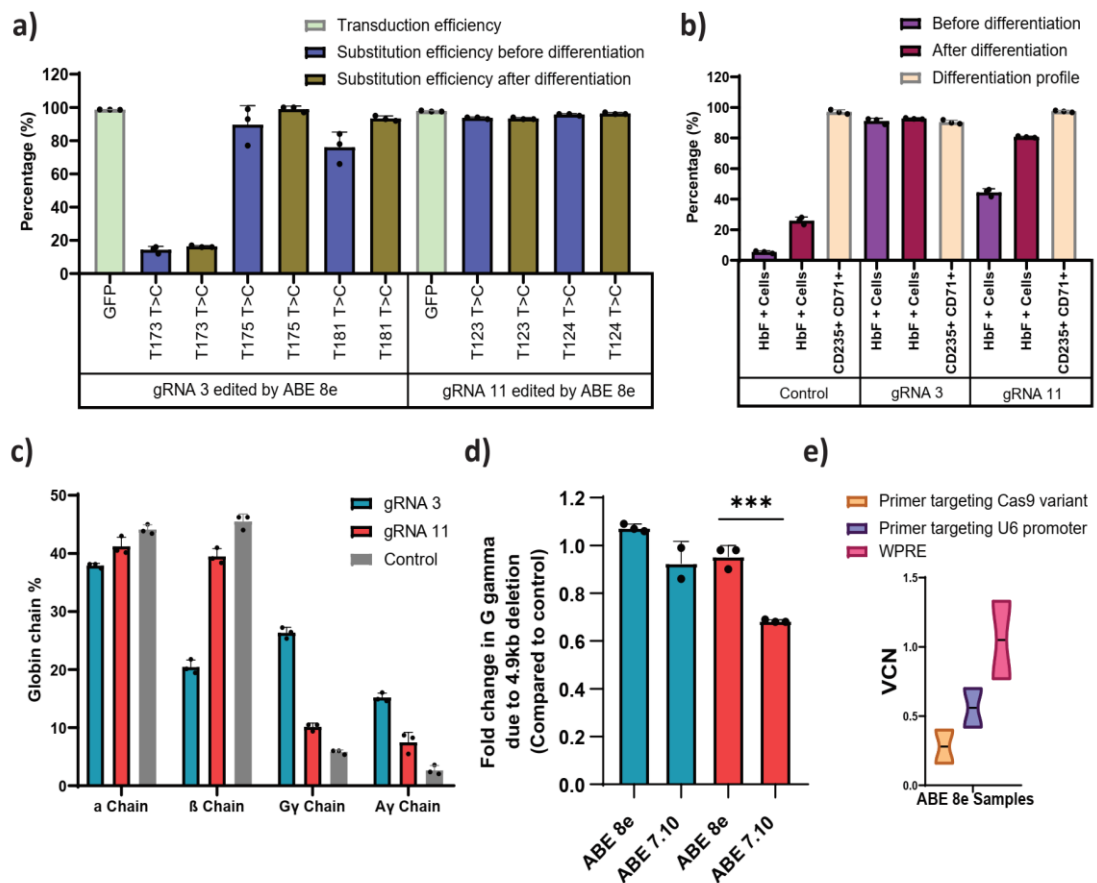 a)
Transduction efficiency
Substitution efficiency before differentiation
Substitution efficiency after differentiation
Percentage (%)
120
100
80
60
40
20
0
GFP
T173 T>C
T173 T>C
T175 T>C
T175 T>C
T181 T>C
T181 T>C
GFP
T123 T>C
T123 T>C
T124 T>C
T124 T>C
gRNA 3 edited by ABE 8e
gRNA 11 edited by ABE 8e
b)
Before differentiation
After differentiation
Differentiation profile
Percentage (%)
120
100
80
60
40
20
0
HbF + Cells
HbF + Cells
CD235+ CD71+
HbF + Cells
HbF + Cells
CD235+ CD71+
HbF + Cells
HbF + Cells
CD235+ CD71+
Control
gRNA 3
gRNA 11
c)
gRNA 3
gRNA 11
Control
Globin chain %
50
40
30
20
10
0
a Chain
ß Chain
Gγ Chain
Aγ Chain
d)
Fold change in G gamma
due to 4.9kb deletion
(Compared to control)
1.2
1.0
0.8
0.6
0.4
0.2
0.0
***
ABE 8e
ABE 7.10
ABE 8e
ABE 7.10
e)
Primer targeting Cas9 variant
Primer targeting U6 promoter
WPRE
VCN
1.5
1.0
0.5
0.0
ABE 8e Samples